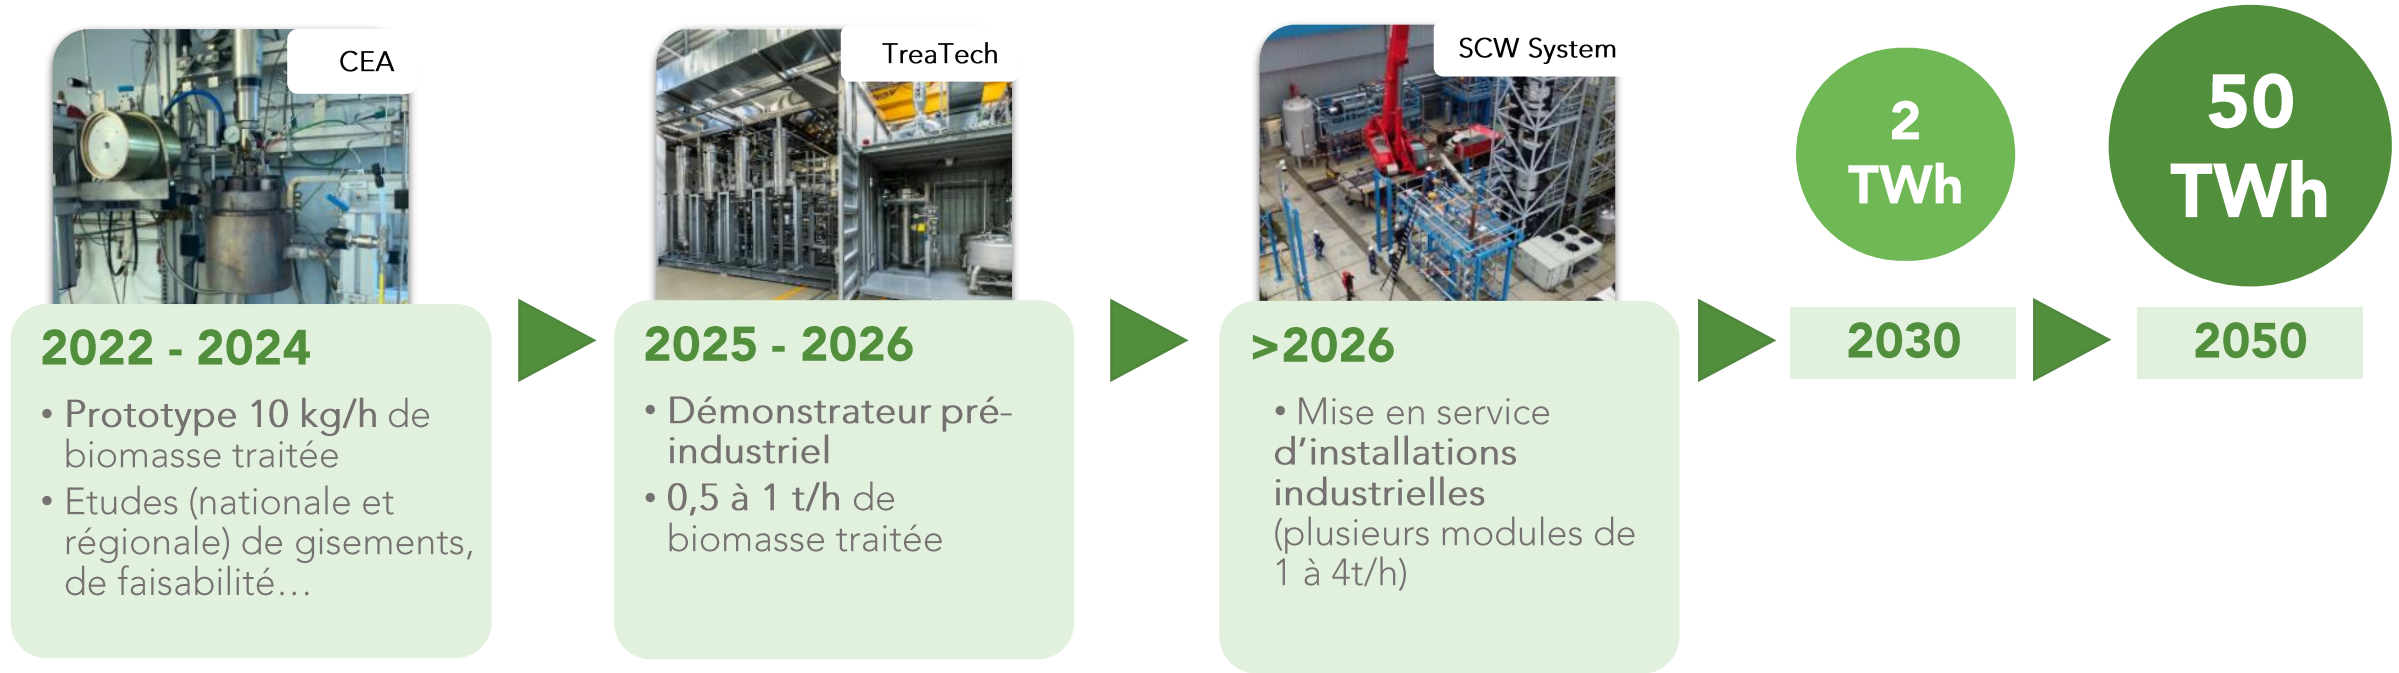 CEA
2022 - 2024
• Prototype 10 kg/h de
biomasse traitée
• Etudes (nationale et
régionale) de gisements,
de faisabilité…
TreaTech
2025 - 2026
• Démonstrateur pré-
industriel
• 0,5 à 1 t/h de
biomasse traitée
SCW System
>2026
• Mise en service
d’installations
industrielles
(plusieurs modules de
1 à 4t/h)
2
TWh
2030
50
TWh
2050